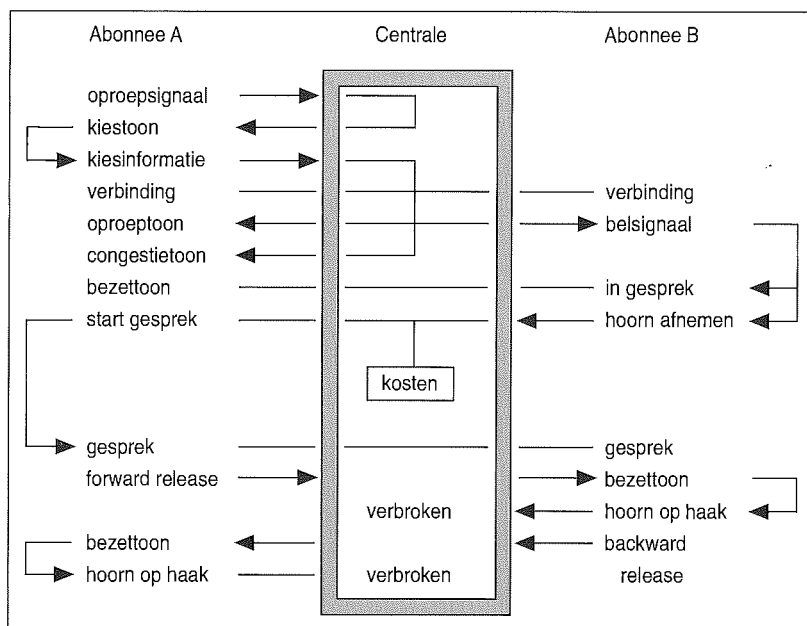 Abonnee A Centrale Abonnee B
oproepsignaal
kiestoon
kiesinformatie
verbinding verbinding
oproeptoon belsignaal
congestietoon
bezettoon in gesprek
start gesprek hoorn afnemen
kosten
gesprek gesprek
forward release bezettoon
verbroken hoorn op haak
bezettoon backward
hoorn op haak verbroken release